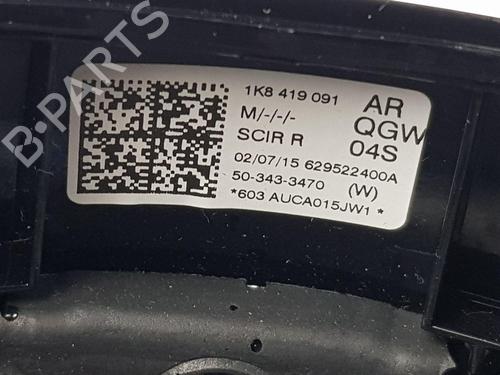 B-PARTS
1K8 419 091 AR
M/-/-/- QGW
SCIR R 04S
02/07/15 629522400A
50-343-3470 (W)
*603 AUCA015JW1 *